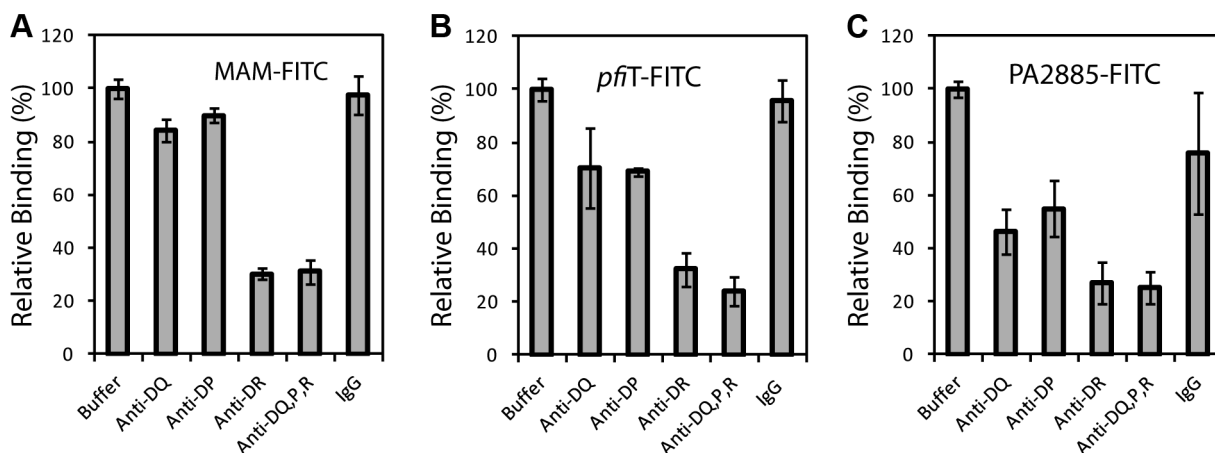 A
Relative Binding (%)
120
100
80
60
40
20
0
MAM-FITC
Buffer
Anti-DQ
Anti-DP
Anti-DR
Anti-DQ,P,R
IgG
B
Relative Binding (%)
120
100
80
60
40
20
0
pfiT-FITC
Buffer
Anti-DQ
Anti-DP
Anti-DR
Anti-DQ,P,R
IgG
C
Relative Binding (%)
120
100
80
60
40
20
0
PA2885-FITC
Buffer
Anti-DQ
Anti-DP
Anti-DR
Anti-DQ,P,R
IgG